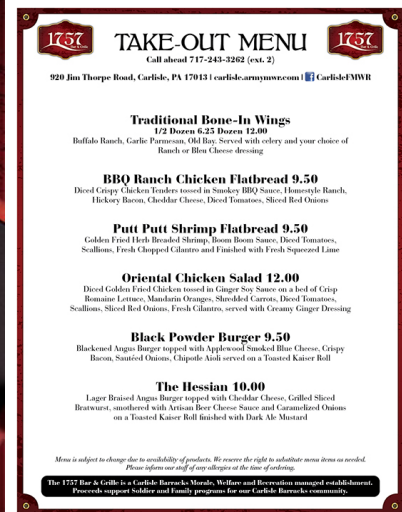 1757
Bar & Grille
TAKE-OUT MENU
1757
Bar & Grille
Call ahead 717-243-3262 (ext. 2)
920 Jim Thorpe Road, Carlisle, PA 17013 | carlisle.armymwr.com | f CarlisleFMWR
Traditional Bone-In Wings
1/2 Dozen 6.25 Dozen 12.00
Buffalo Ranch, Garlic Parmesan, Old Bay. Served with celery and your choice of
Ranch or Bleu Cheese dressing
BBQ Ranch Chicken Flatbread 9.50
Diced Crispy Chicken Tenders tossed in Smokey BBQ Sauce, Homestyle Ranch,
Hickory Bacon, Cheddar Cheese, Diced Tomatoes, Sliced Red Onions
Putt Putt Shrimp Flatbread 9.50
Golden Fried Herb Breaded Shrimp, Boom Boom Sauce, Diced Tomatoes,
Scallions, Fresh Chopped Cilantro and Finished with Fresh Squeezed Lime
Oriental Chicken Salad 12.00
Diced Golden Fried Chicken tossed in Ginger Soy Sauce on a bed of Crisp
Romaine Lettuce, Mandarin Oranges, Shredded Carrots, Diced Tomatoes,
Scallions, Sliced Red Onions, Fresh Cilantro, served with Creamy Ginger Dressing
Black Powder Burger 9.50
Blackened Angus Burger topped with Applewood Smoked Blue Cheese, Crispy
Bacon, Sautéed Onions, Chipotle Aioli served on a Toasted Kaiser Roll
The Hessian 10.00
Lager Braised Angus Burger topped with Cheddar Cheese, Grilled Sliced
Bratwurst, smothered with Artisan Beer Cheese Sauce and Caramelized Onions
on a Toasted Kaiser Roll finished with Dark Ale Mustard
Menu is subject to change due to availability of products. We reserve the right to substitute menu items as needed.
Please inform our staff of any allergies at the time of ordering.
The 1757 Bar & Grille is a Carlisle Barracks Morale, Welfare and Recreation managed establishment.
Proceeds support Soldier and Family programs for our Carlisle Barracks community.